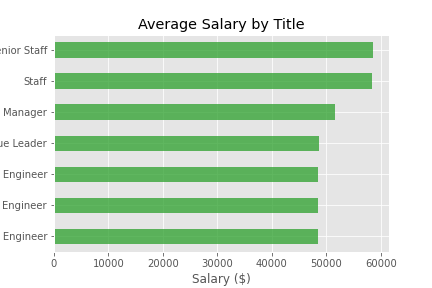 Average Salary by Title
enior Staff
Staff
Manager
ue Leader
Engineer
Engineer
Engineer
0 10000 20000 30000 40000 50000 60000
Salary ($)